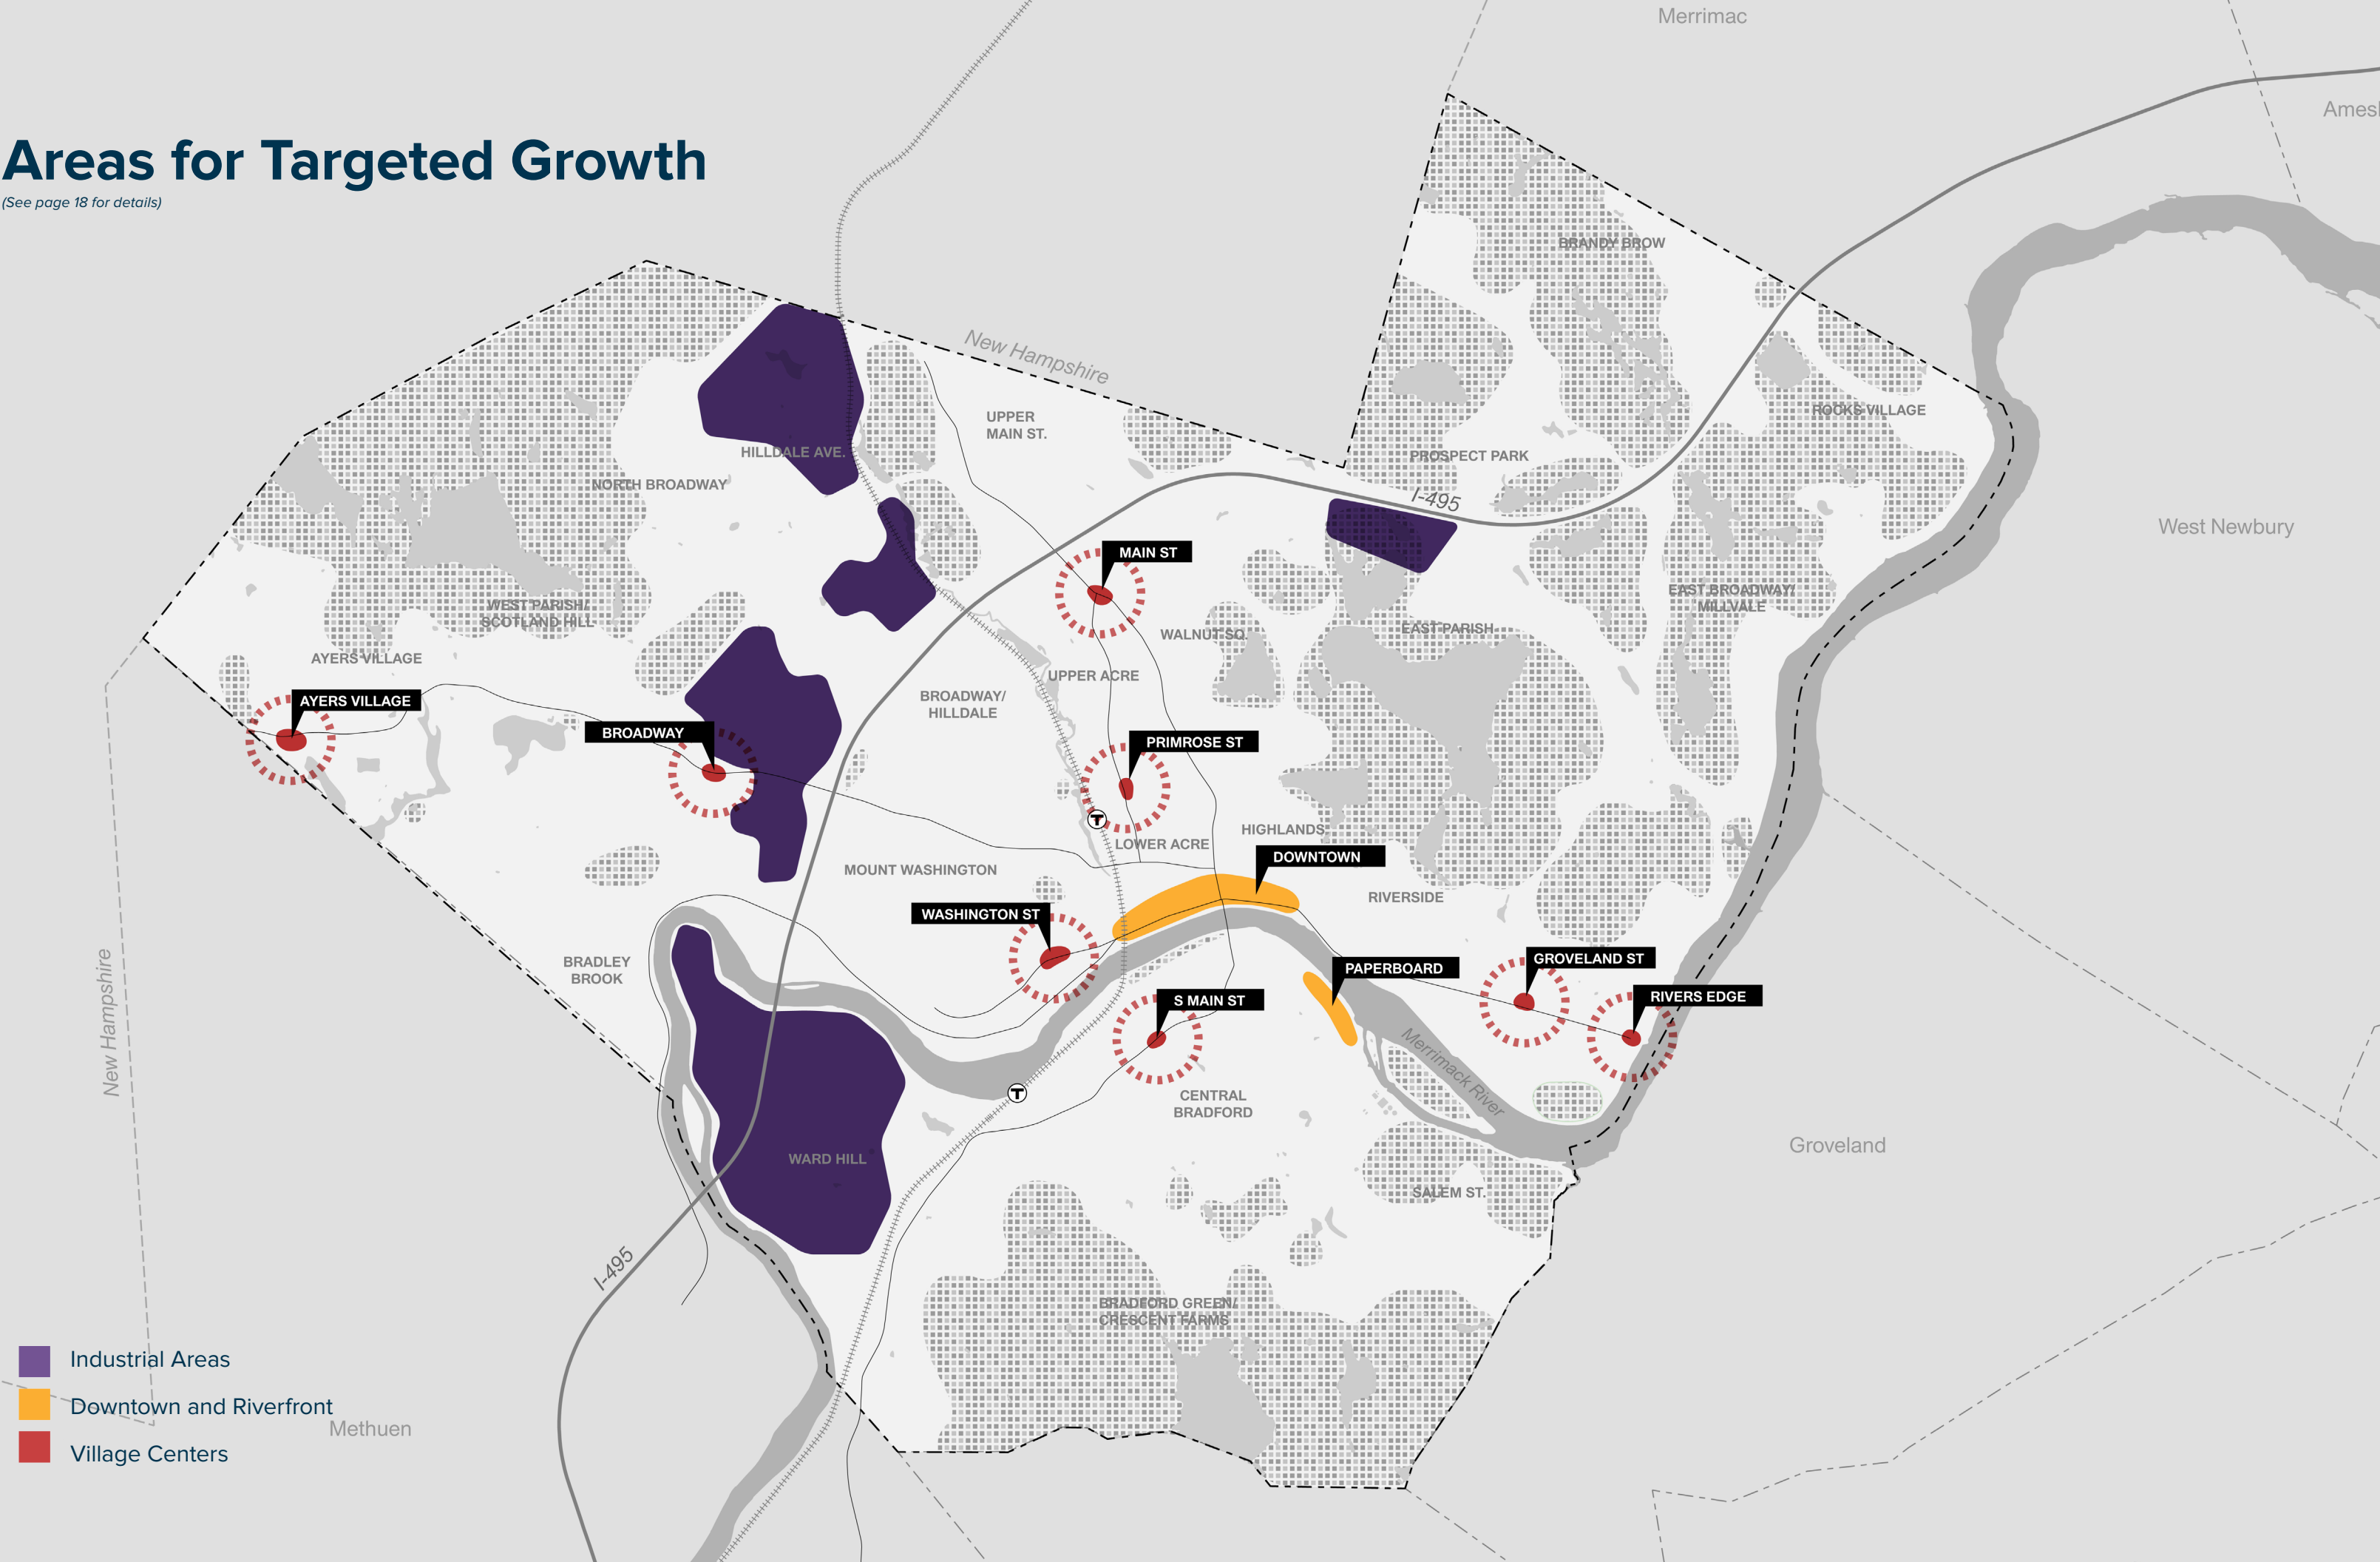 Merrimac
Ames
Areas for Targeted Growth
(See page 18 for details)
BRANDY BROW
New Hampshire
UPPER
MAIN ST.
ROCKS VILLAGE
HILLDALE AVE.
PROSPECT PARK
NORTH BROADWAY
I-495
West Newbury
MAIN ST
EAST BROADWAY/
MILLVALE
WEST PARISH/
SCOTLAND HILL
EAST PARISH
WALNUT SQ.
AYERS VILLAGE
UPPER ACRE
AYERS VILLAGE
BROADWAY/
HILLDALE
BROADWAY
PRIMROSE ST
T
HIGHLANDS
LOWER ACRE
DOWNTOWN
MOUNT WASHINGTON
RIVERSIDE
WASHINGTON ST
GROVELAND ST
BRADLEY
BROOK
PAPERBOARD
RIVERS EDGE
S MAIN ST
New Hampshire
Merrimack River
T
CENTRAL
BRADFORD
Groveland
WARD HILL
SALEM ST.
I-495
BRADFORD GREEN/
CRESCENT FARMS
Industrial Areas
Downtown and Riverfront
Methuen
Village Centers